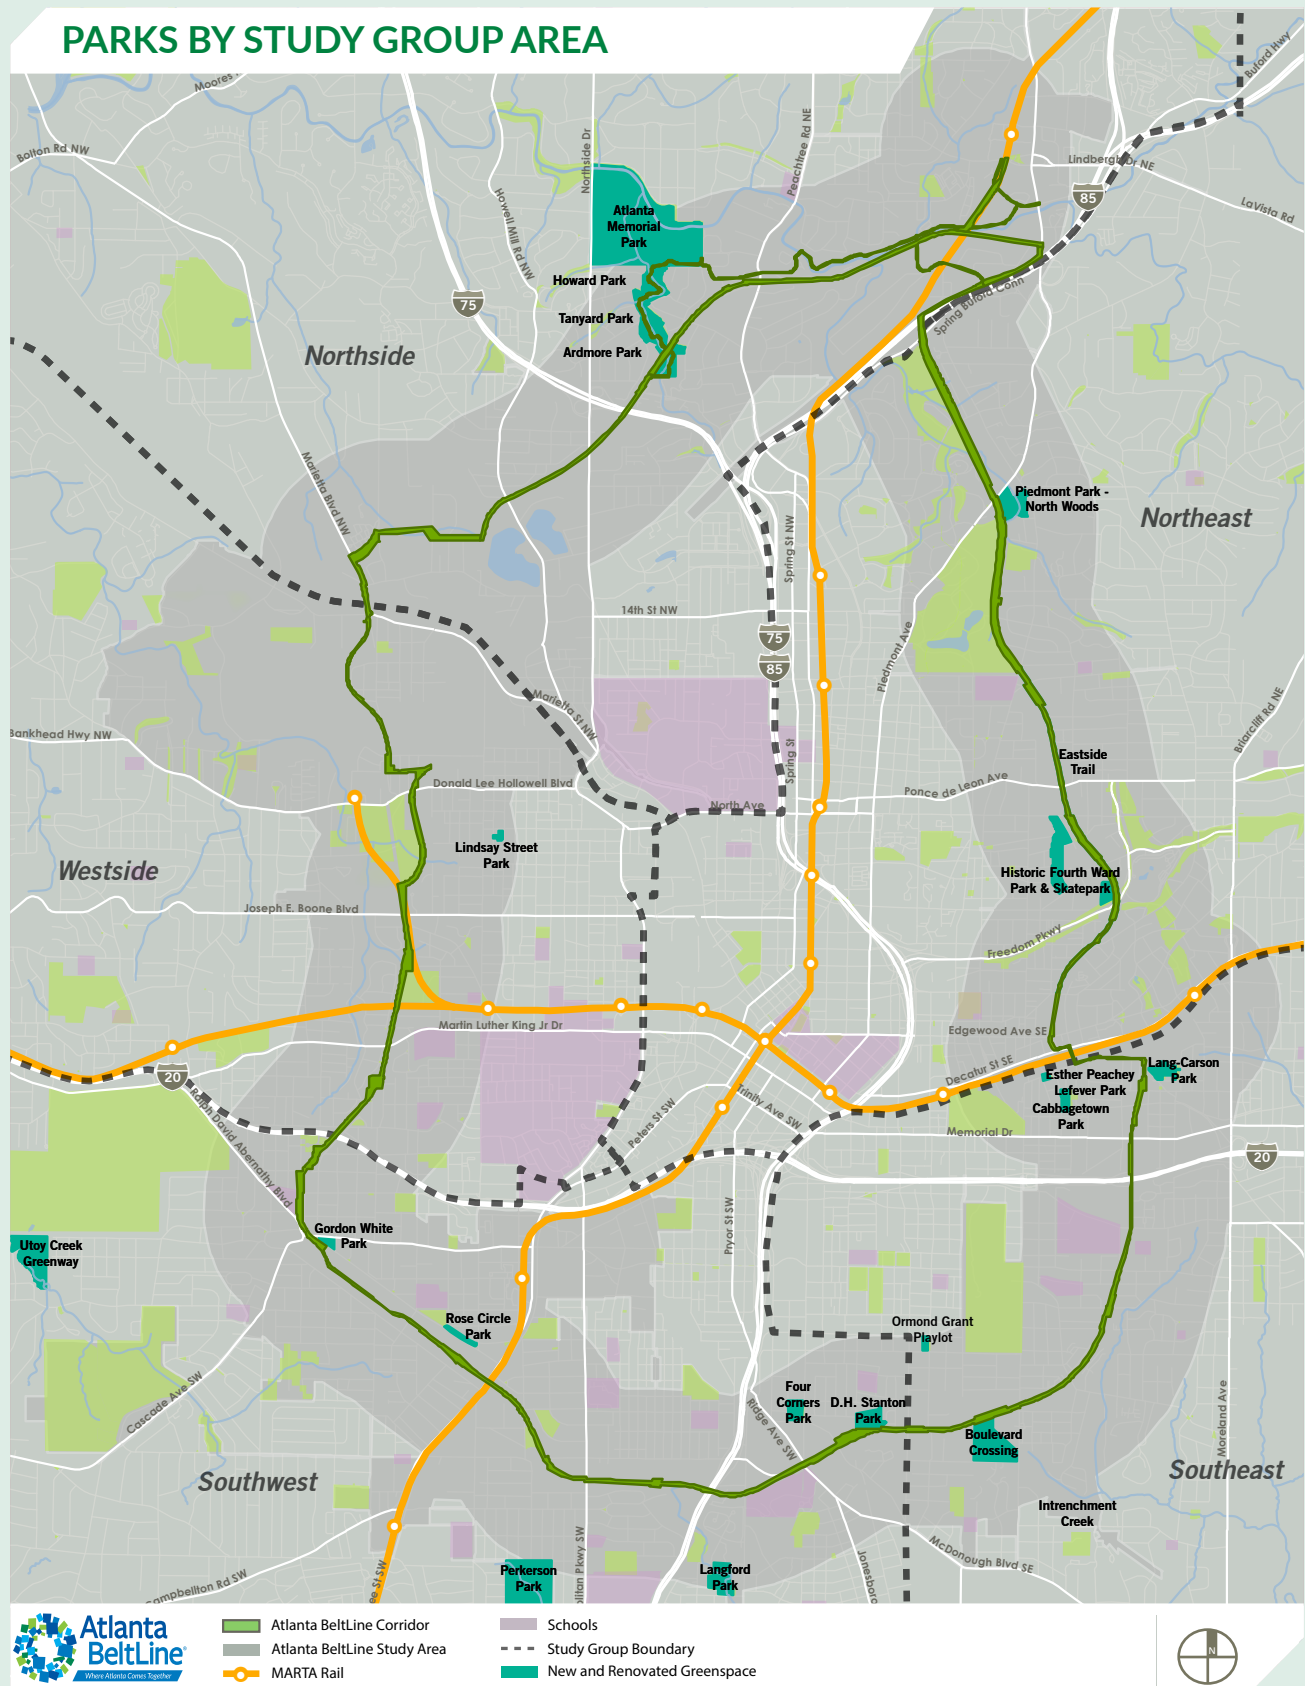 PARKS BY STUDY GROUP AREA
Moores
Buford Hwy
Bolton Rd NW
Northside Dr
Peachtree Rd NE
Lindbergh Dr NE
85
LaVista Rd
Howell Mill Rd NW
Atlanta
Memorial
Park
Howard Park
75
Tanyard Park
Spring Buford Conn
Northside
Ardmore Park
Marietta Blvd NW
Piedmont Park -
North Woods
Northeast
Spring St NW
14th St NW
75
85
Piedmont Ave
Marietta St NW
Briarcliff Rd NE
Bankhead Hwy NW
Spring St
Eastside
Trail
Donald Lee Hollowell Blvd
Ponce de Leon Ave
North Ave
Lindsay Street
Park
Westside
Historic Fourth Ward
Park & Skatepark
Joseph E. Boone Blvd
Freedom Pkwy
Martin Luther King Jr Dr
Edgewood Ave SE
Decatur St SE
Lang-Carson
Park
Esther Peachey
Lefever Park
20
Cabbagetown
Park
Ralph David Abernathy Blvd
Peters St SW
Trinity Ave SW
Memorial Dr
20
Pryor St SW
Gordon White
Park
Utoy Creek
Greenway
Rose Circle
Park
Ormond Grant
Playlot
Four
Corners
Park
D.H. Stanton
Park
Cascade Ave SW
Ridge Ave SW
Moreland Ave
Boulevard
Crossing
Southwest
Southeast
Intrenchment
Creek
McDonough Blvd SE
Jonesboro
Perkerson
Park
Langford
Park
Campbellton Rd SW
ee St SW
litan Pkwy SW
Atlanta
BeltLine®
Where Atlanta Comes Together
Atlanta BeltLine Corridor
Atlanta BeltLine Study Area
MARTA Rail
Schools
Study Group Boundary
New and Renovated Greenspace
N